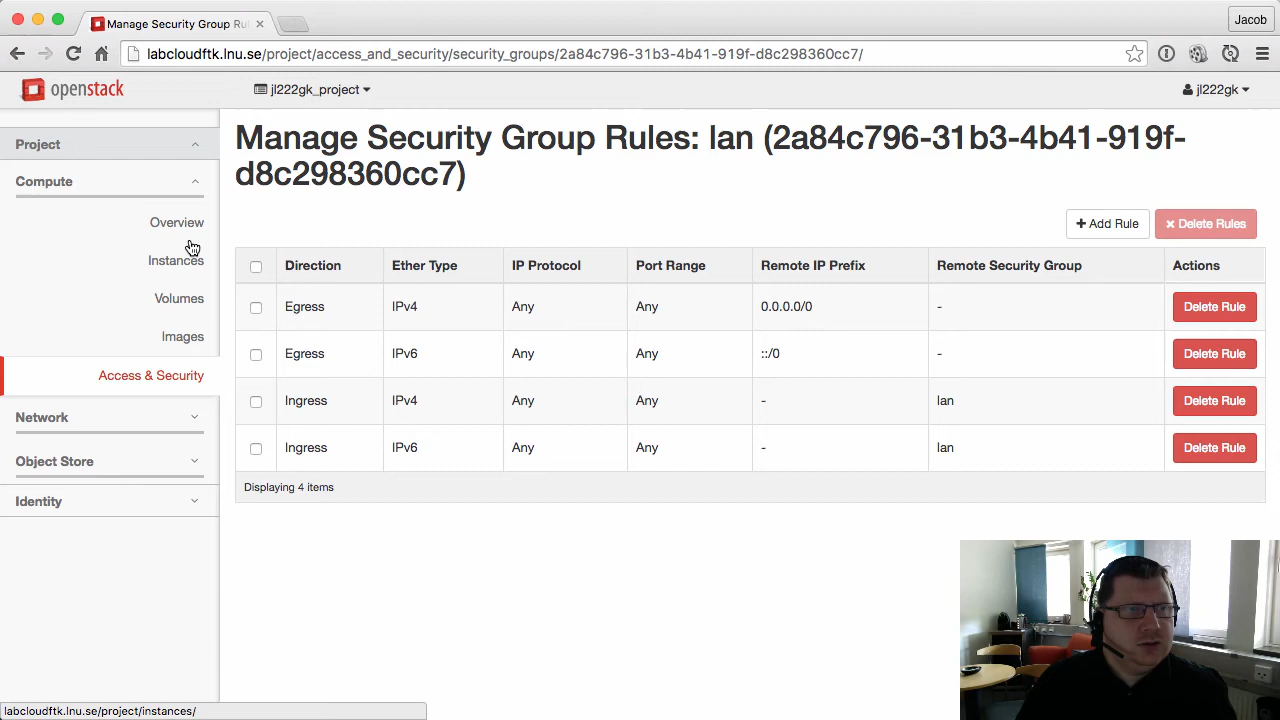 Manage Security Group Ru
Jacob
labcloudftk.lnu.se/project/access_and_security/security_groups/2a84c796-31b3-4b41-919f-d8c298360cc7/
openstack
jl222gk_project
jl222gk
Project
Compute
Overview
Instances
Volumes
Images
Access & Security
Network
Object Store
Identity
Manage Security Group Rules: lan (2a84c796-31b3-4b41-919f-
d8c298360cc7)
+ Add Rule
✖ Delete Rules
Direction Ether Type IP Protocol Port Range Remote IP Prefix Remote Security Group Actions
Egress IPv4 Any Any 0.0.0.0/0 - Delete Rule
Egress IPv6 Any Any ::/0 - Delete Rule
Ingress IPv4 Any Any - lan Delete Rule
Ingress IPv6 Any Any - lan Delete Rule
Displaying 4 items
labcloudftk.lnu.se/project/instances/